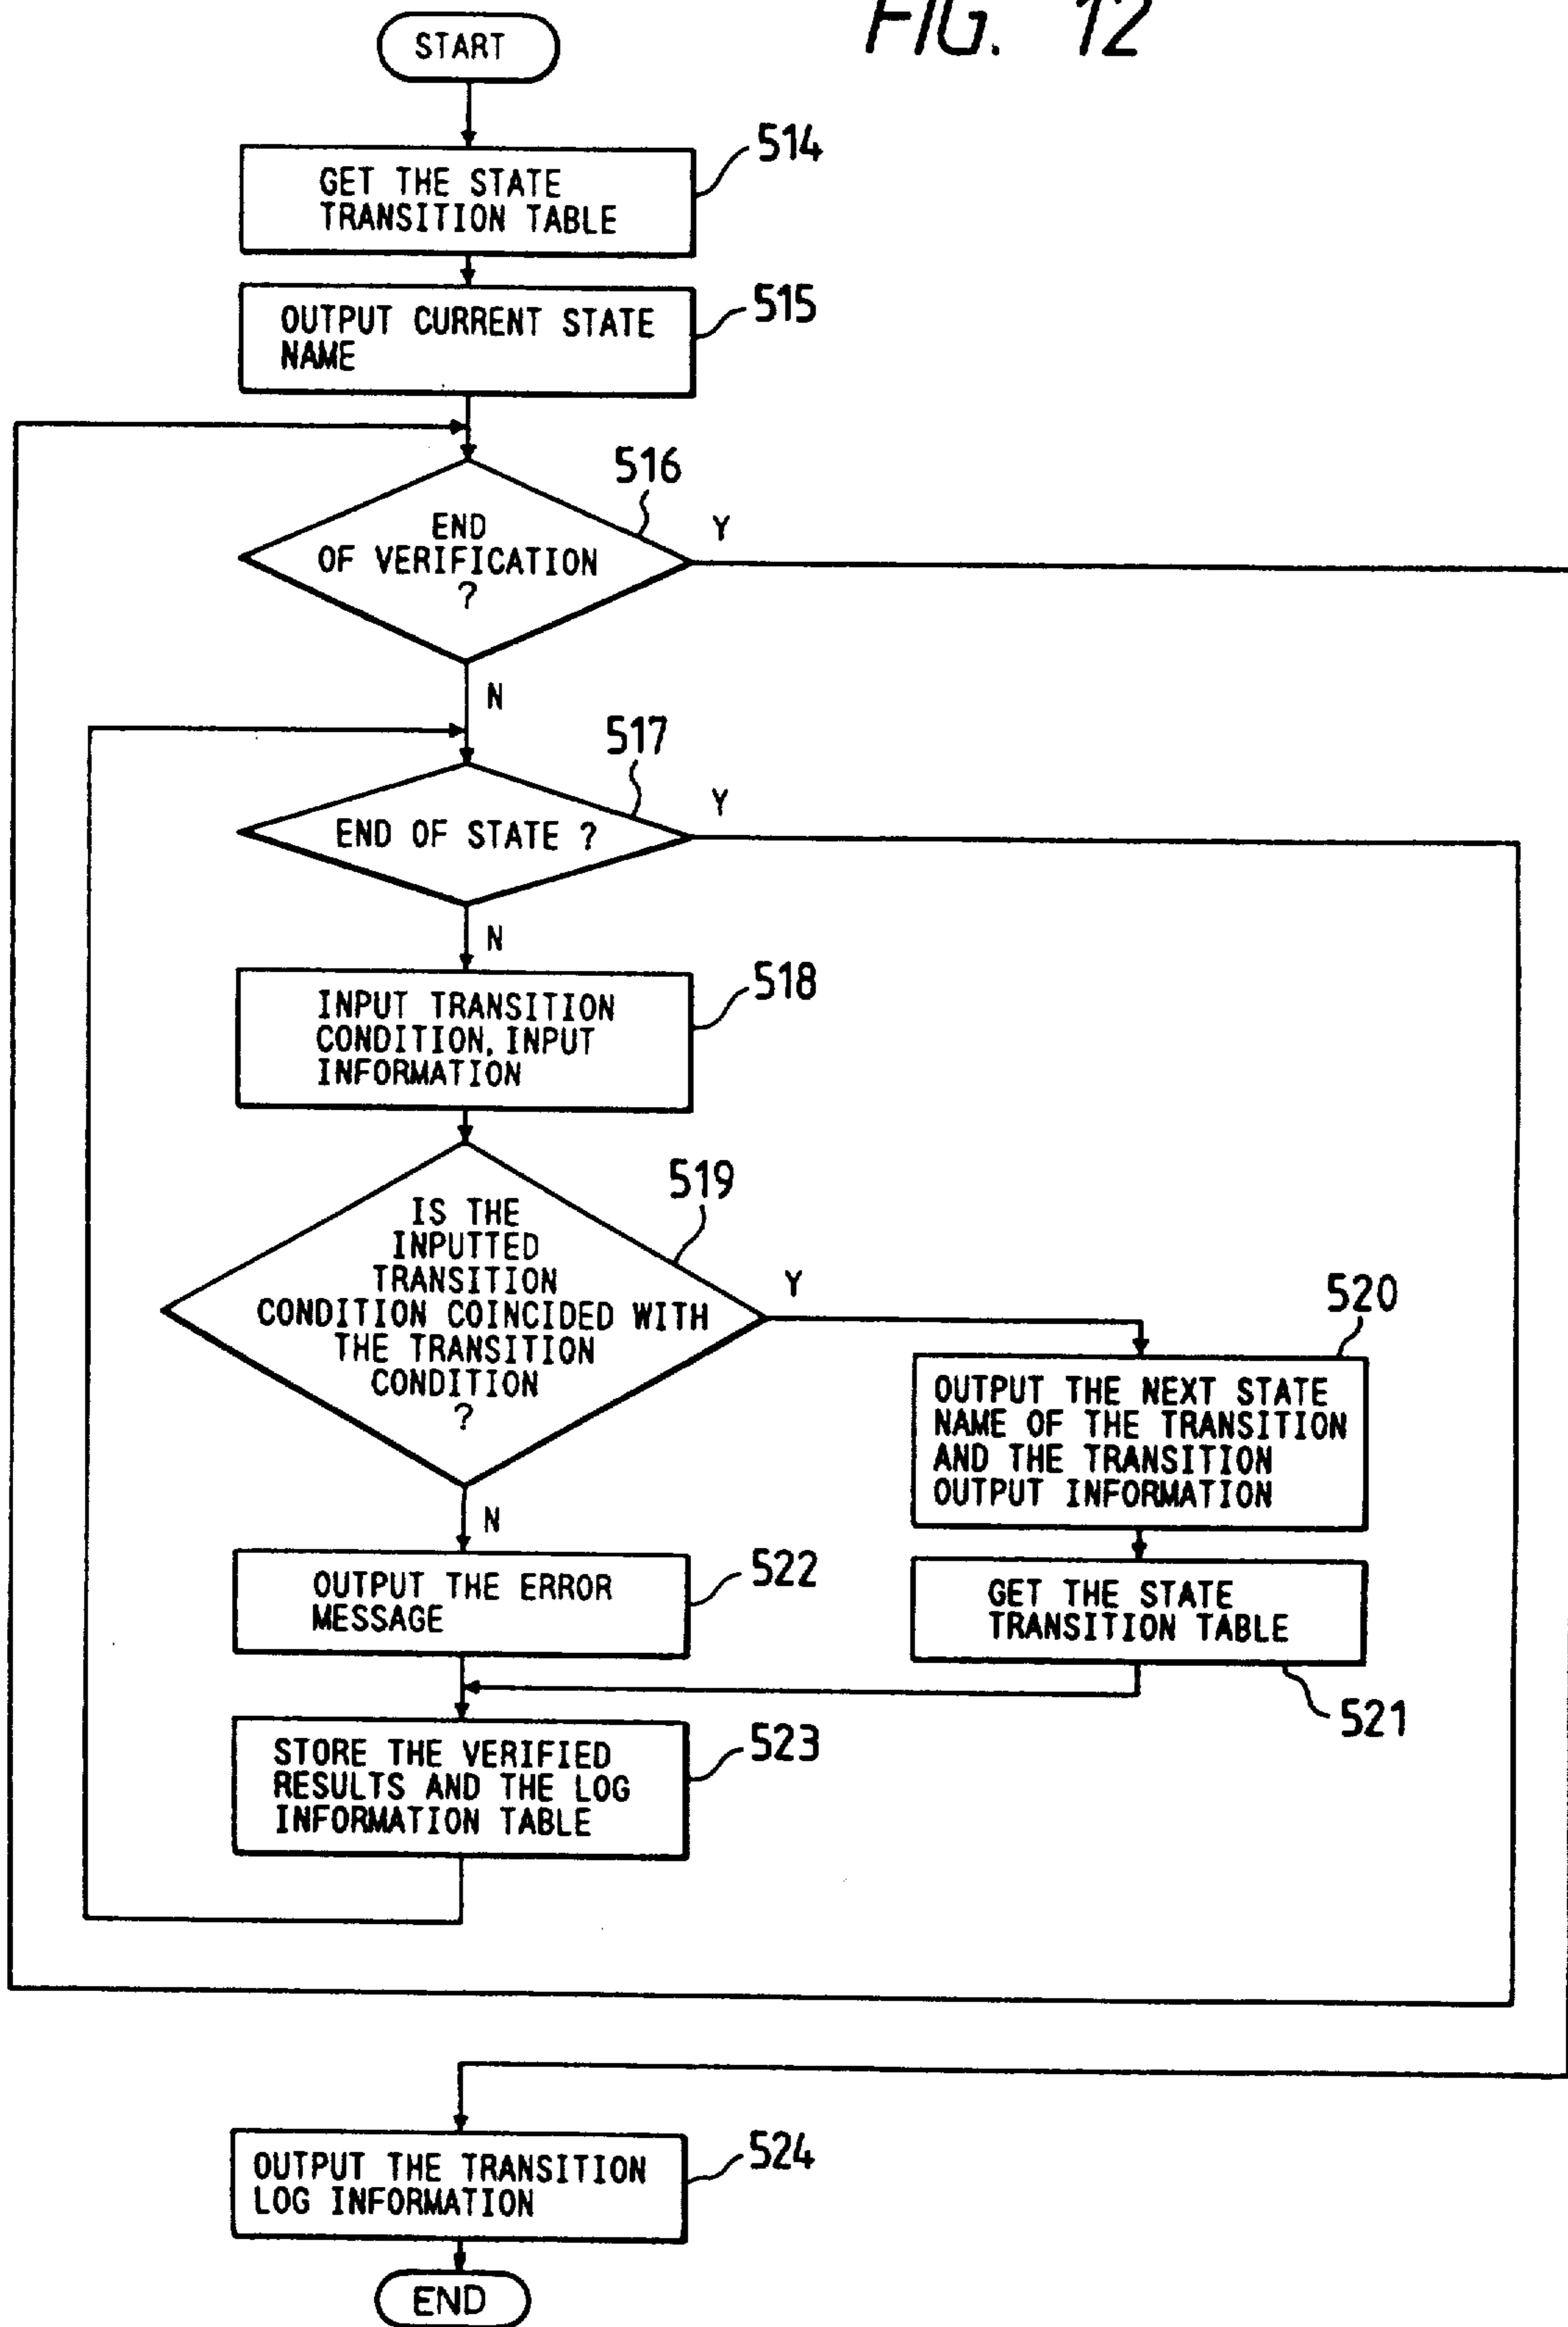 FIG. 12
START
514
GET THE STATE
TRANSITION TABLE
515
OUTPUT CURRENT STATE
NAME
516
END
OF VERIFICATION
?
Y
N
517
END OF STATE ?
Y
N
518
INPUT TRANSITION
CONDITION, INPUT
INFORMATION
519
IS THE
INPUTTED
TRANSITION
CONDITION COINCIDED WITH
THE TRANSITION
CONDITION
?
Y
N
520
OUTPUT THE NEXT STATE
NAME OF THE TRANSITION
AND THE TRANSITION
OUTPUT INFORMATION
522
OUTPUT THE ERROR
MESSAGE
GET THE STATE
TRANSITION TABLE
521
523
STORE THE VERIFIED
RESULTS AND THE LOG
INFORMATION TABLE
524
OUTPUT THE TRANSITION
LOG INFORMATION
END